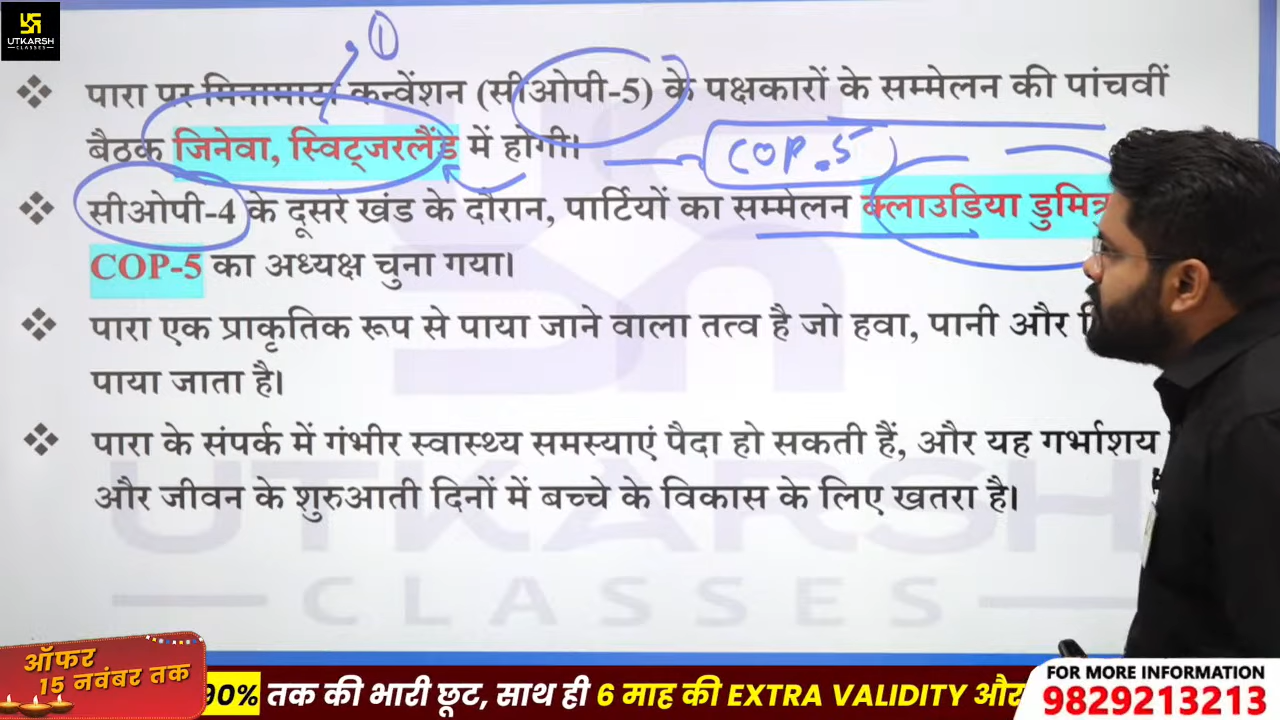 UTKARSH
CLASSES
①
पारा पर मिनामाटा कन्वेंशन (सीओपी-5) के पक्षकारों के सम्मेलन की पांचवीं
बैठक जिनेवा, स्विट्जरलैंड में होगी।
COP-5
सीओपी-4 के दूसरे खंड के दौरान, पार्टियों का सम्मेलन क्लाउडिया
COP-5 का अध्यक्ष चुना गया।
पारा एक प्राकृतिक रूप से पाया जाने वाला तत्व है जो हवा, पानी और
पाया जाता है।
पारा के संपर्क में गंभीर स्वास्थ्य समस्याएं पैदा हो सकती हैं, और यह गर्भाशय
और जीवन के शुरुआती दिनों में बच्चे के विकास के लिए खतरा है।
UTKARSH
CLASSES
ऑफर
15 नवंबर तक
90% तक की भारी छूट, साथ ही 6 माह की EXTRA VALIDITY और
FOR MORE INFORMATION
9829213213